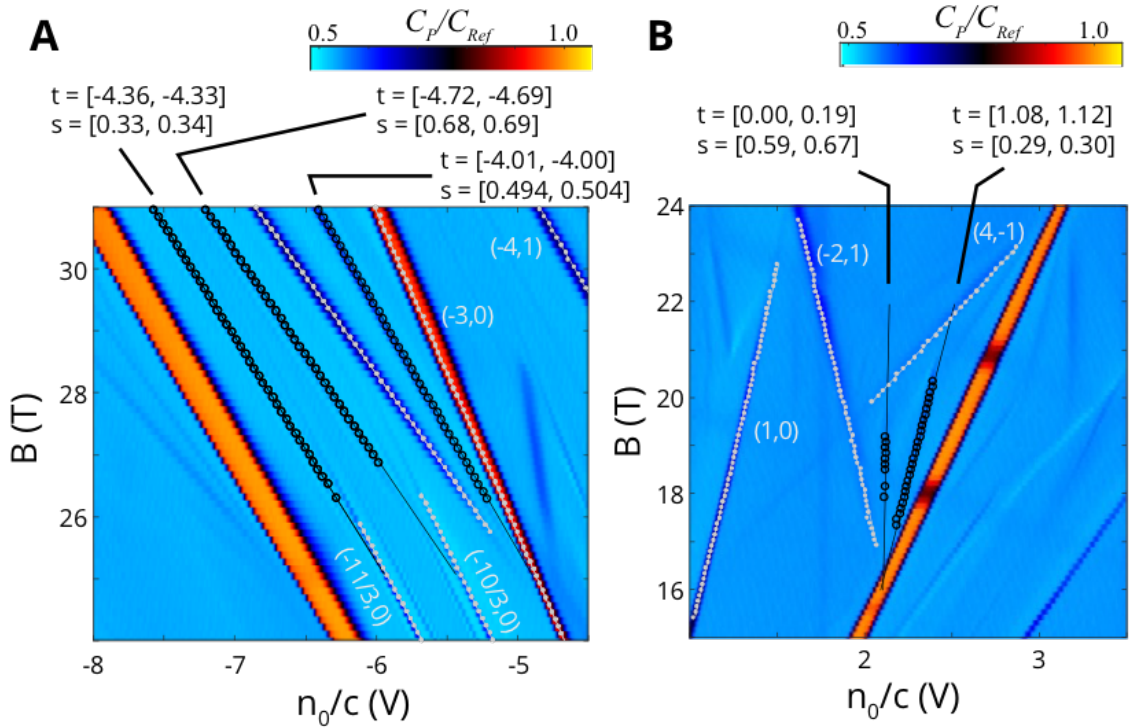 A
C_P/C_Ref
0.5
1.0
t = [-4.36, -4.33]
s = [0.33, 0.34]
t = [-4.72, -4.69]
s = [0.68, 0.69]
t = [-4.01, -4.00]
s = [0.494, 0.504]
(-4,1)
(-3,0)
(-11/3,0)
(-10/3,0)
30
28
26
B (T)
-8
-7
-6
-5
n_0/c (V)
B
C_P/C_Ref
0.5
1.0
t = [0.00, 0.19]
s = [0.59, 0.67]
t = [1.08, 1.12]
s = [0.29, 0.30]
(-2,1)
(4,-1)
(1,0)
24
22
20
18
16
B (T)
2
3
n_0/c (V)